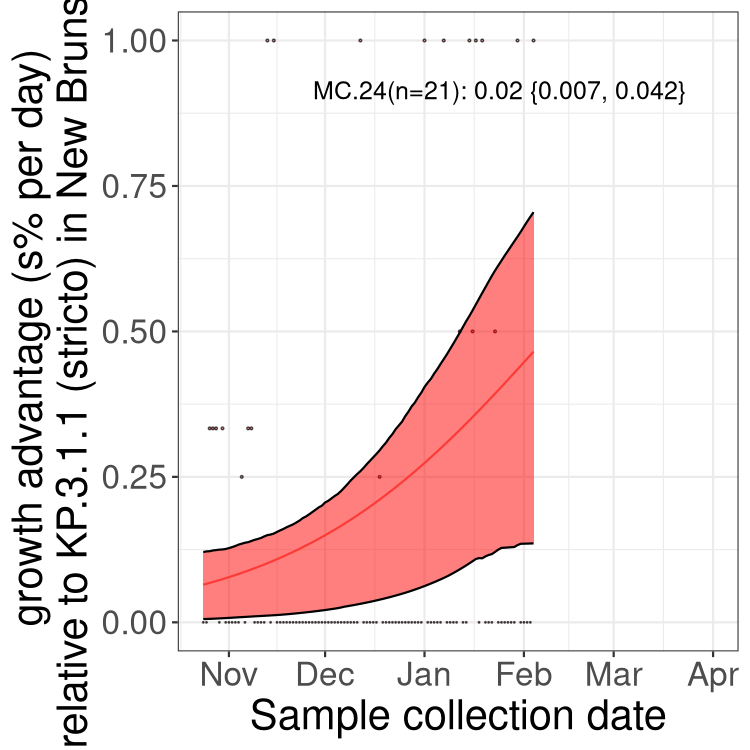 growth advantage (s% per day)
relative to KP.3.1.1 (stricto) in New Bruns
1.00
0.75
0.50
0.25
0.00
MC.24(n=21): 0.02 {0.007, 0.042}
Nov Dec Jan Feb Mar Apr
Sample collection date